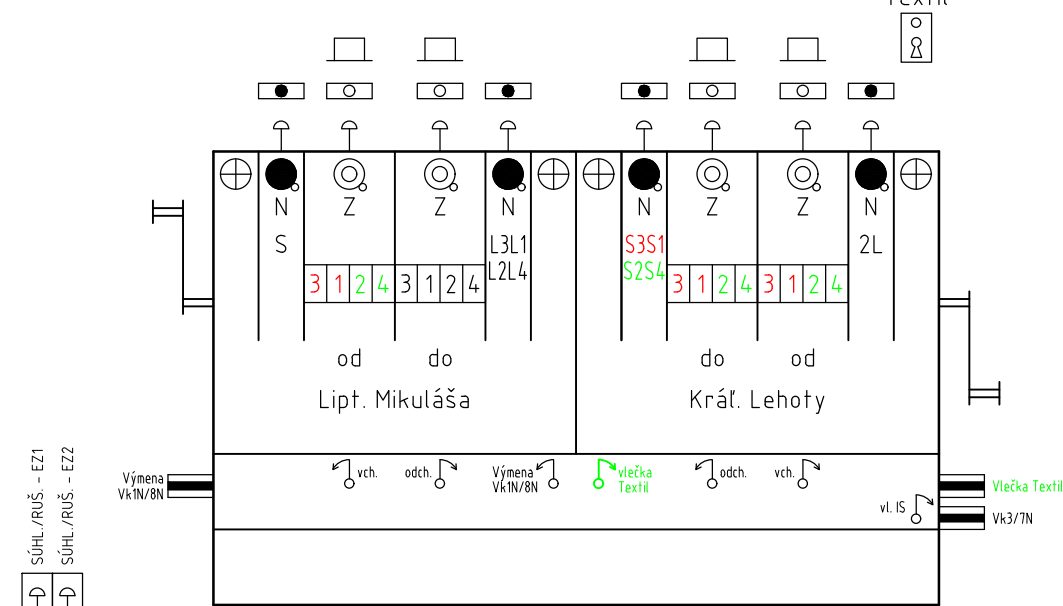 Textil
N Z Z N N Z Z N
S L3L1 S3S1 2L
L2L4 S2S4
3 1 2 4 3 1 2 4 3 1 2 4 3 1 2 4
od do do od
Lipt. Mikuláša Kráľ. Lehoty
SÚHL./RUŠ. - EZ1
SÚHL./RUŠ. - EZ2
Výmena
Vk1N/8N
vch.
odch.
Výmena
Vk1N/8N
vlečka
Textil
odch.
vch.
vl. IS
Vlečka Textil
Vk3/7N